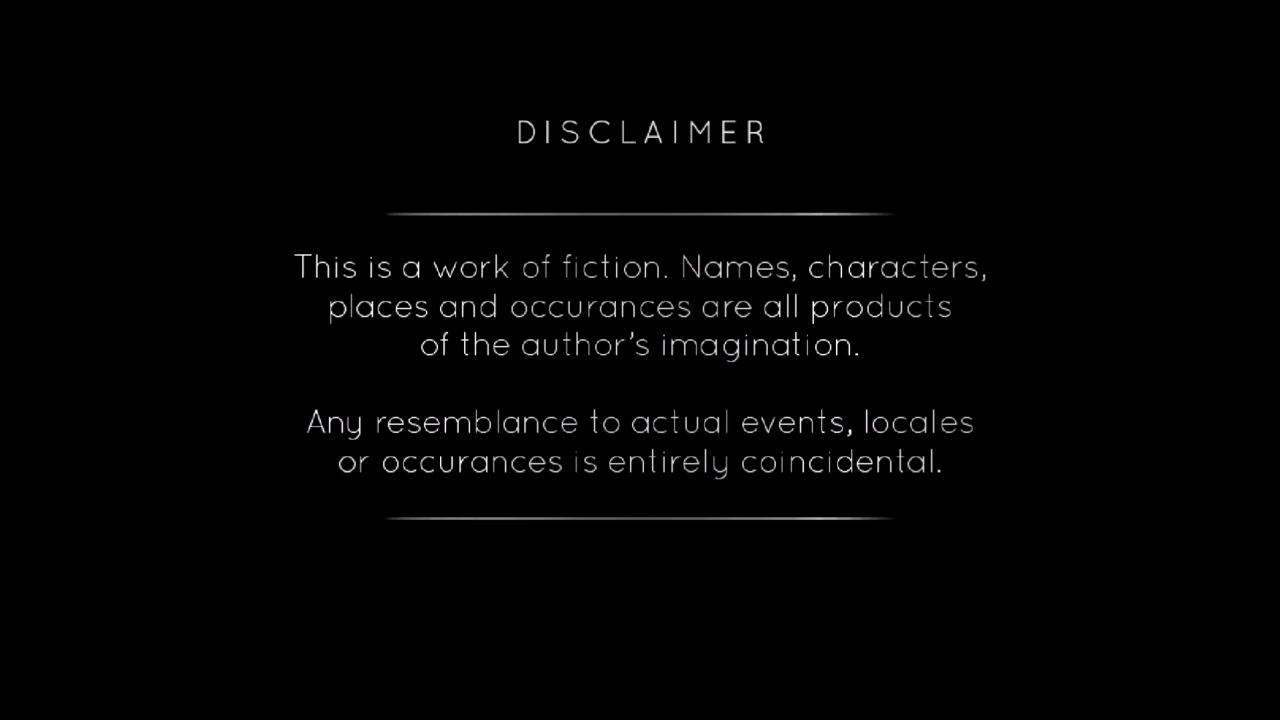 DISCLAIMER
This is a work of fiction. Names, characters,
places and occurances are all products
of the author's imagination.
Any resemblance to actual events, locales
or occurances is entirely coincidental.